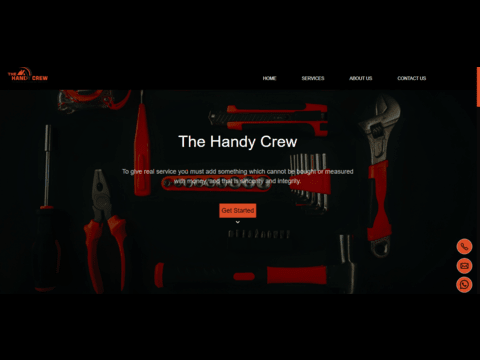 THE
HANDY CREW
HOME
SERVICES
ABOUT US
CONTACT US
The Handy Crew
To give real service you must add something which cannot be bought or measured
with money, and that is sincerity and integrity.
Get Started